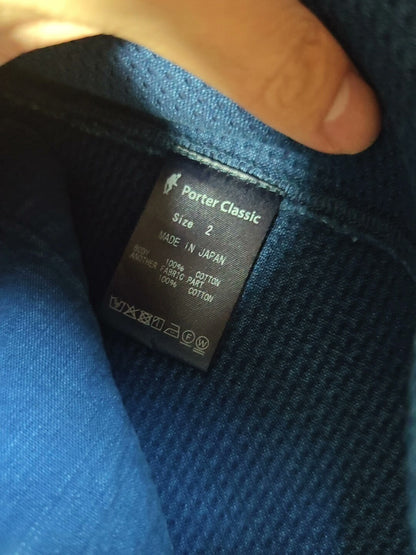 Porter Classic
Size 2
MADE IN JAPAN
BODY 100% COTTON
ANOTHER FABRIC PART
100% COTTON
F W